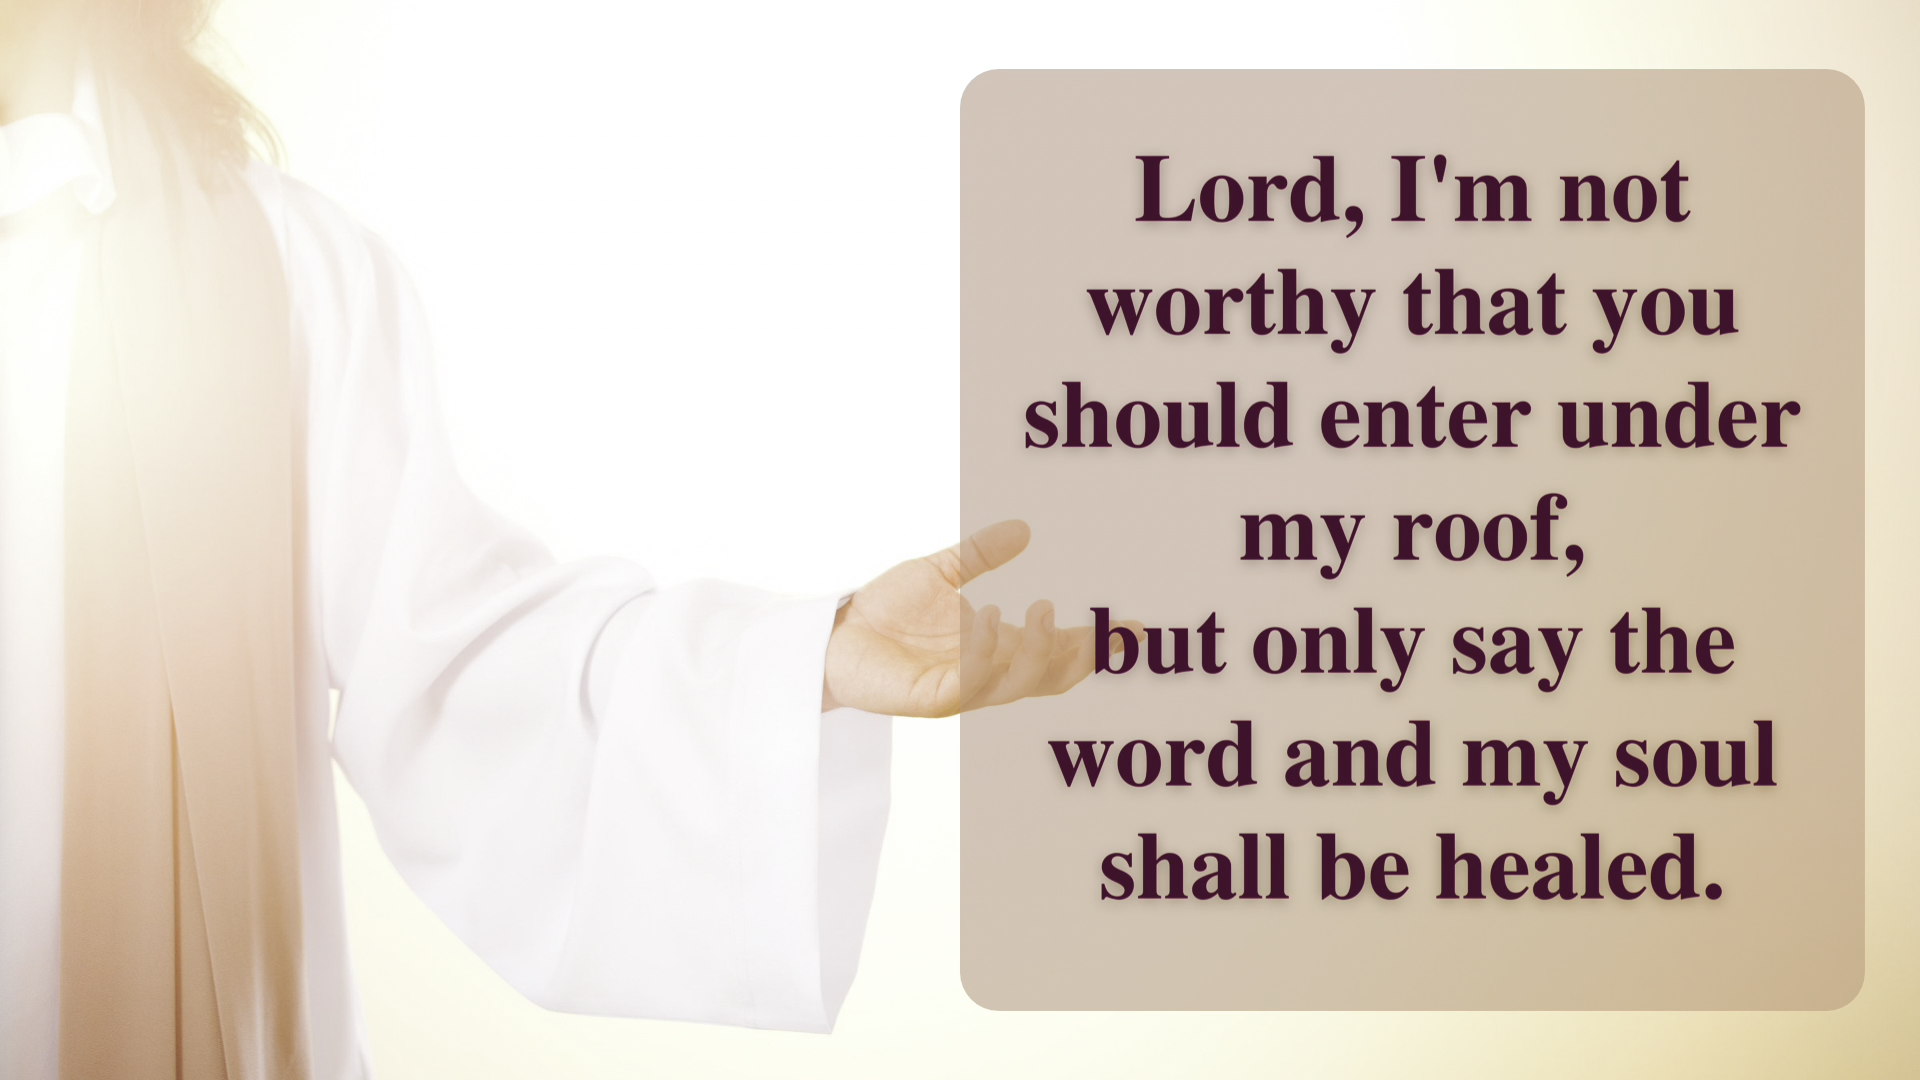 Lord, I'm not
worthy that you
should enter under
my roof,
but only say the
word and my soul
shall be healed.